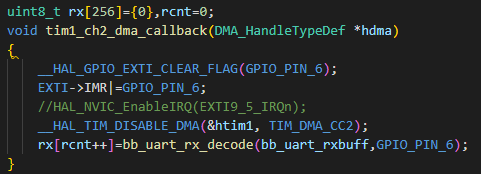 uint8_t rx[256]={0},rcnt=0;
void tim1_ch2_dma_callback(DMA_HandleTypeDef *hdma)
{
    __HAL_GPIO_EXTI_CLEAR_FLAG(GPIO_PIN_6);
    EXTI->IMR|=GPIO_PIN_6;
    //HAL_NVIC_EnableIRQ(EXTI9_5_IRQn);
    __HAL_TIM_DISABLE_DMA(&htim1, TIM_DMA_CC2);
    rx[rcnt++]=bb_uart_rx_decode(bb_uart_rxbuff,GPIO_PIN_6);
}